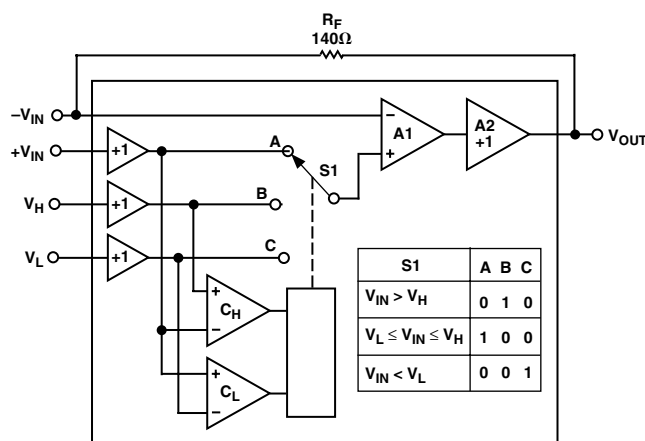 R_F
140Ω
–V_IN
+V_IN
V_H
V_L
+1
+1
+1
A
B
C
S1
–
+
A1
A2
+1
V_OUT
+
–
C_H
+
–
C_L
S1 A B C
V_IN > V_H 0 1 0
V_L ≤ V_IN ≤ V_H 1 0 0
V_IN < V_L 0 0 1